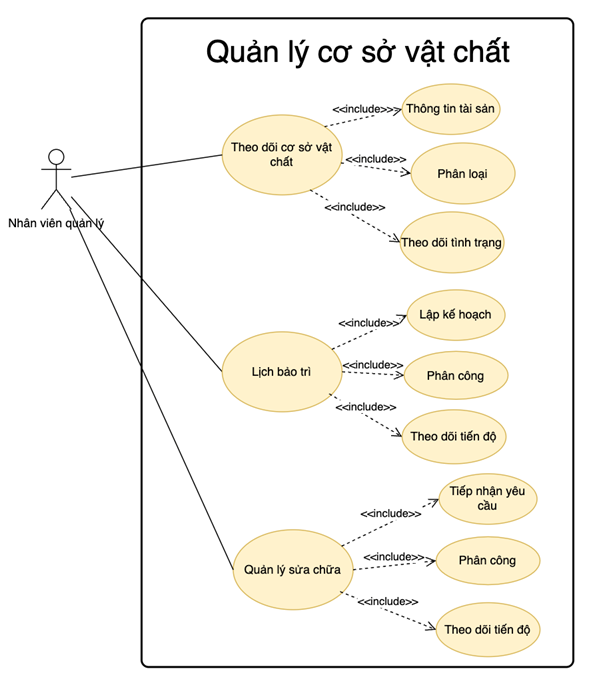 Quản lý cơ sở vật chất
Nhân viên quản lý
Theo dõi cơ sở vật
chất
<<include>>
Thông tin tài sản
<<include>>
Phân loại
<<include>>
Theo dõi tình trạng
Lịch bảo trì
<<include>>
Lập kế hoạch
<<include>>
Phân công
<<include>>
Theo dõi tiến độ
Quản lý sửa chữa
<<include>>
Tiếp nhận yêu
cầu
<<include>>
Phân công
<<include>>
Theo dõi tiến độ